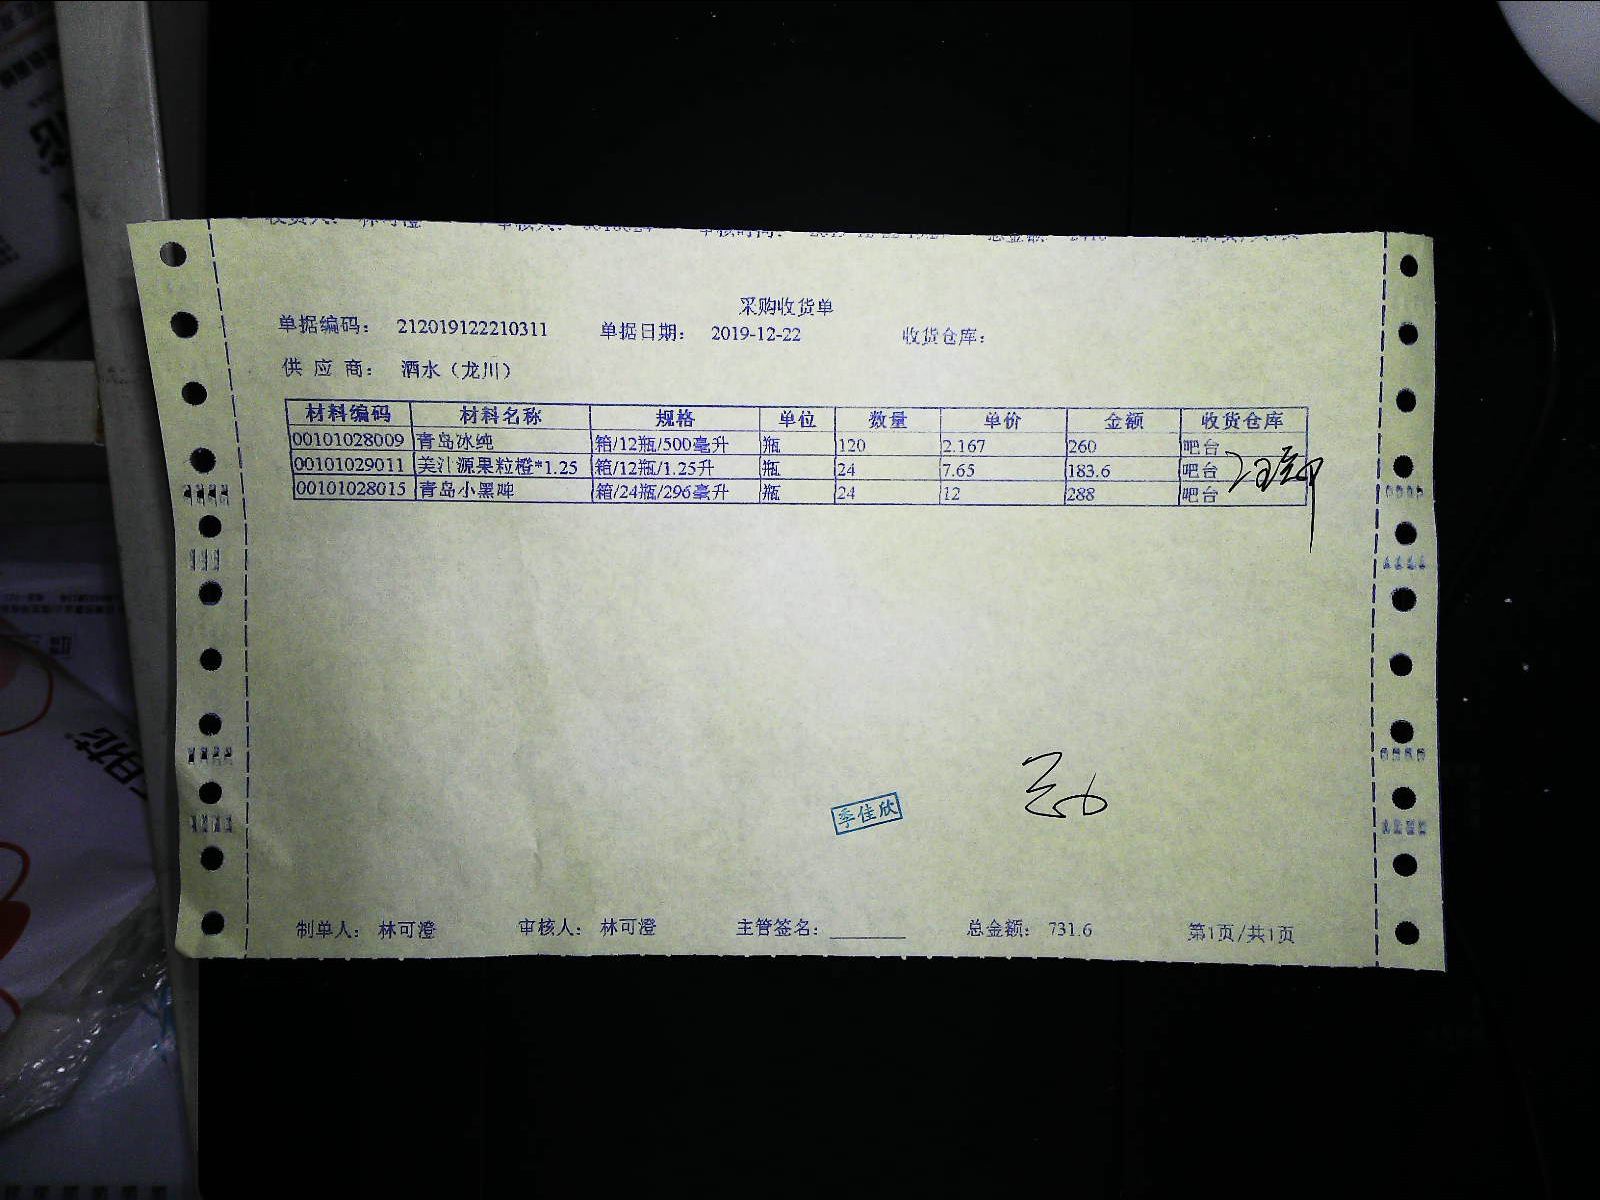 采购收货单
单据编码： 212019122210311 单据日期： 2019-12-22 收货仓库：
供 应 商： 酒水（龙川）
材料编码 材料名称 规格 单位 数量 单价 金额 收货仓库
00101028009 青岛冰纯 箱/12瓶/500毫升 瓶 120 2.167 260 吧台
00101029011 美汁源果粒橙*1.25 箱/12瓶/1.25升 瓶 24 7.65 183.6 吧台
00101028015 青岛小黑啤 箱/24瓶/296毫升 瓶 24 12 288 吧台
季佳欣
制单人： 林可澄 审核人： 林可澄 主管签名： 总金额： 731.6 第1页/共1页